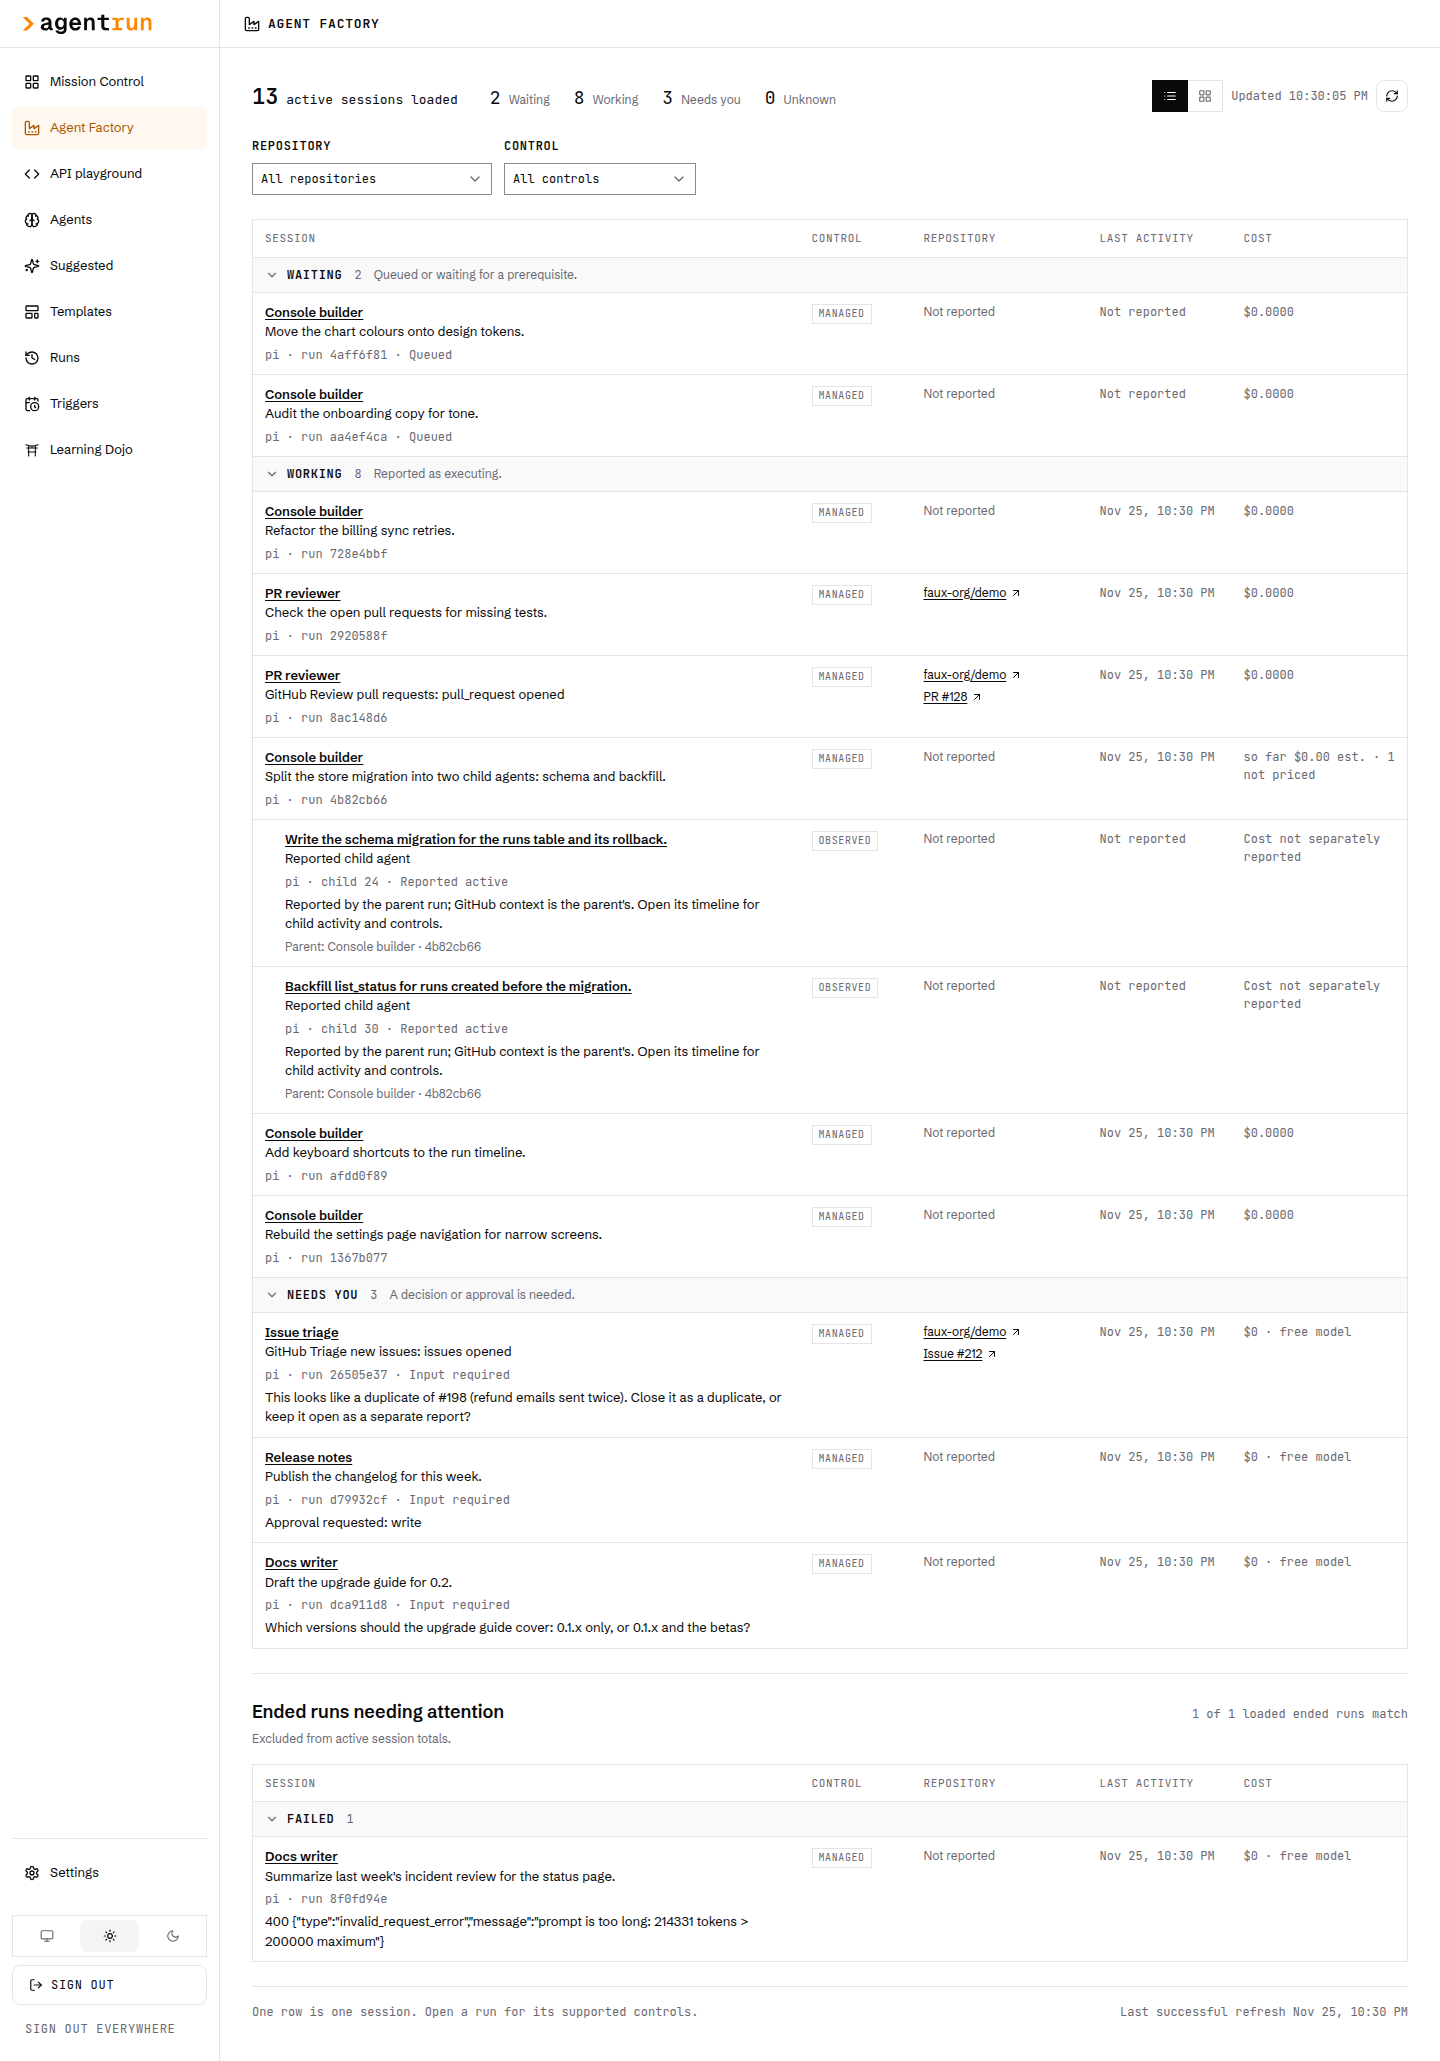 agentrun
AGENT FACTORY
Mission Control
Agent Factory
API playground
Agents
Suggested
Templates
Runs
Triggers
Learning Dojo
13 active sessions loaded 2 Waiting 8 Working 3 Needs you 0 Unknown
Updated 10:30:05 PM
REPOSITORY CONTROL
All repositories All controls
SESSION CONTROL REPOSITORY LAST ACTIVITY COST
WAITING 2 Queued or waiting for a prerequisite.
Console builder MANAGED Not reported Not reported $0.0000
Move the chart colours onto design tokens.
pi · run 4aff6f81 · Queued
Console builder MANAGED Not reported Not reported $0.0000
Audit the onboarding copy for tone.
pi · run aa4ef4ca · Queued
WORKING 8 Reported as executing.
Console builder MANAGED Not reported Nov 25, 10:30 PM $0.0000
Refactor the billing sync retries.
pi · run 728e4bbf
PR reviewer MANAGED faux-org/demo Nov 25, 10:30 PM $0.0000
Check the open pull requests for missing tests.
pi · run 2920588f
PR reviewer MANAGED faux-org/demo Nov 25, 10:30 PM $0.0000
GitHub Review pull requests: pull_request opened PR #128
pi · run 8ac148d6
Console builder MANAGED Not reported Nov 25, 10:30 PM so far $0.00 est. · 1
Split the store migration into two child agents: schema and backfill. not priced
pi · run 4b82cb66
Write the schema migration for the runs table and its rollback. OBSERVED Not reported Not reported Cost not separately
Reported child agent reported
pi · child 24 · Reported active
Reported by the parent run; GitHub context is the parent's. Open its timeline for
child activity and controls.
Parent: Console builder · 4b82cb66
Backfill list_status for runs created before the migration. OBSERVED Not reported Not reported Cost not separately
Reported child agent reported
pi · child 30 · Reported active
Reported by the parent run; GitHub context is the parent's. Open its timeline for
child activity and controls.
Parent: Console builder · 4b82cb66
Console builder MANAGED Not reported Nov 25, 10:30 PM $0.0000
Add keyboard shortcuts to the run timeline.
pi · run afdd0f89
Console builder MANAGED Not reported Nov 25, 10:30 PM $0.0000
Rebuild the settings page navigation for narrow screens.
pi · run 1367b077
NEEDS YOU 3 A decision or approval is needed.
Issue triage MANAGED faux-org/demo Nov 25, 10:30 PM $0 · free model
GitHub Triage new issues: issues opened Issue #212
pi · run 26505e37 · Input required
This looks like a duplicate of #198 (refund emails sent twice). Close it as a duplicate, or
keep it open as a separate report?
Release notes MANAGED Not reported Nov 25, 10:30 PM $0 · free model
Publish the changelog for this week.
pi · run d79932cf · Input required
Approval requested: write
Docs writer MANAGED Not reported Nov 25, 10:30 PM $0 · free model
Draft the upgrade guide for 0.2.
pi · run dca911d8 · Input required
Which versions should the upgrade guide cover: 0.1.x only, or 0.1.x and the betas?
Ended runs needing attention 1 of 1 loaded ended runs match
Excluded from active session totals.
SESSION CONTROL REPOSITORY LAST ACTIVITY COST
FAILED 1
Docs writer MANAGED Not reported Nov 25, 10:30 PM $0 · free model
Summarize last week's incident review for the status page.
pi · run 8f0fd94e
400 {"type":"invalid_request_error","message":"prompt is too long: 214331 tokens >
200000 maximum"}
One row is one session. Open a run for its supported controls. Last successful refresh Nov 25, 10:30 PM
Settings
SIGN OUT
SIGN OUT EVERYWHERE